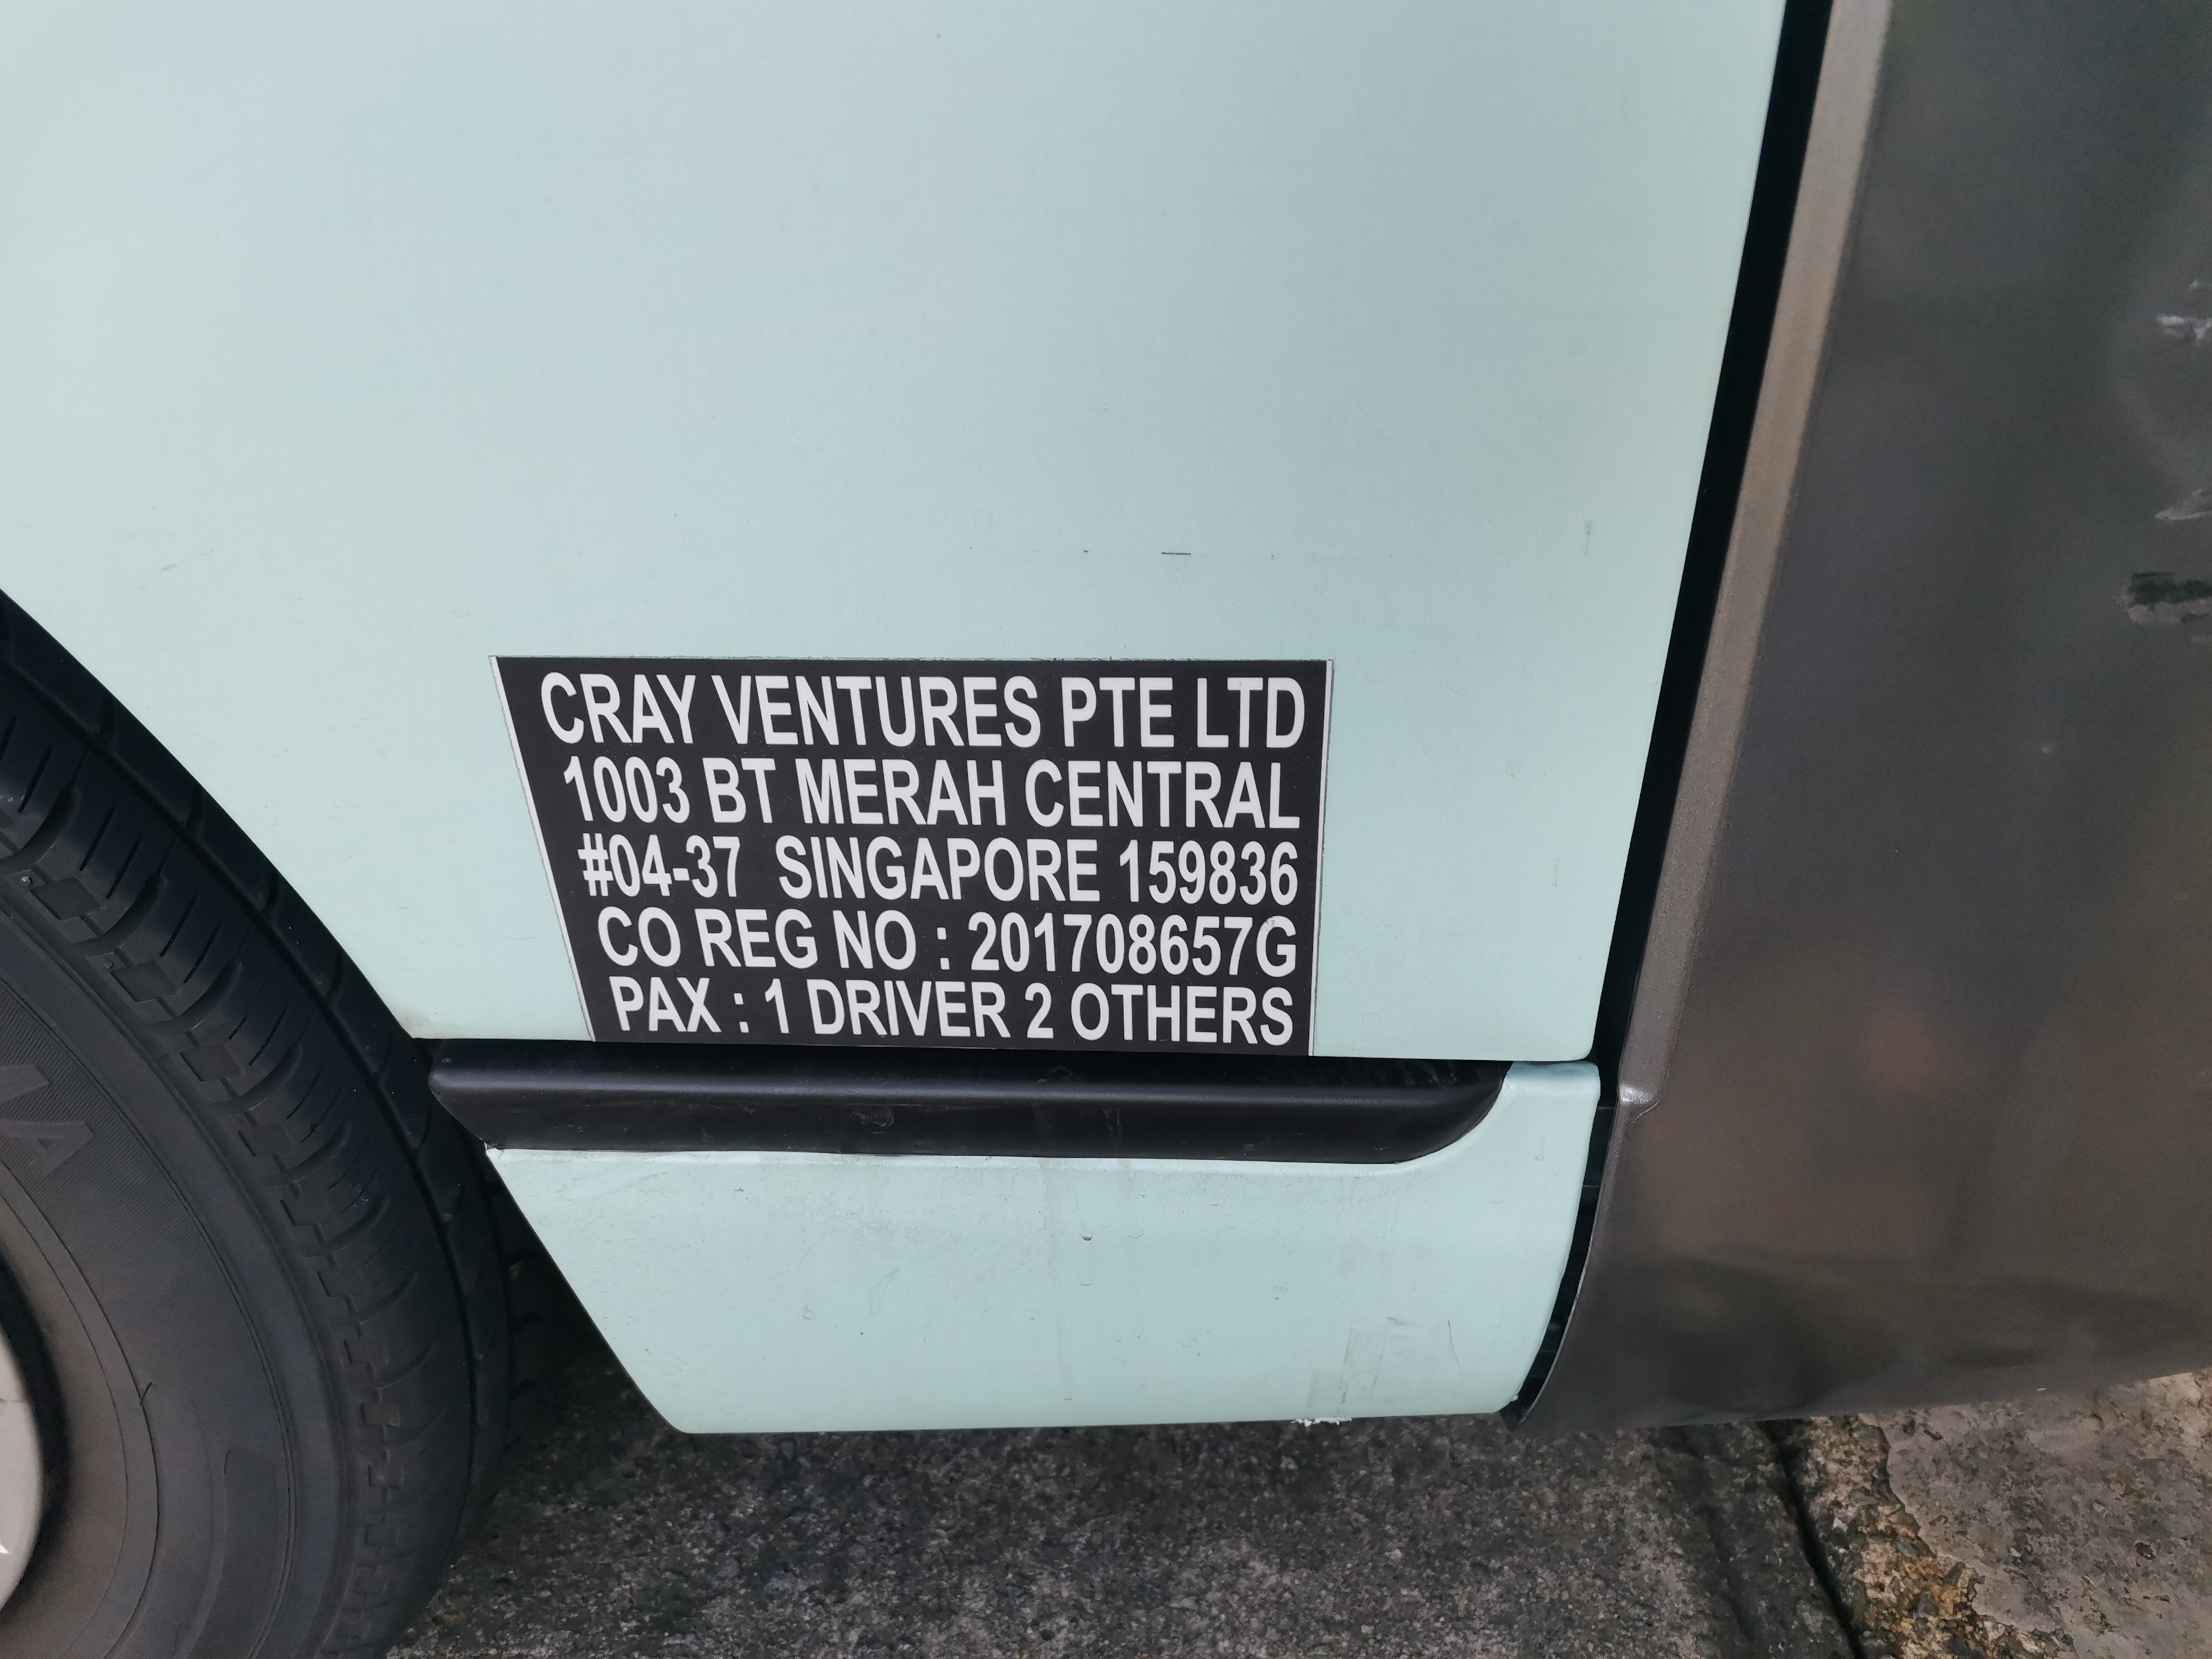 CRAY VENTURES PTE LTD
1003 BT MERAH CENTRAL
#04-37 SINGAPORE 159836
CO REG NO : 201708657G
PAX : 1 DRIVER 2 OTHERS